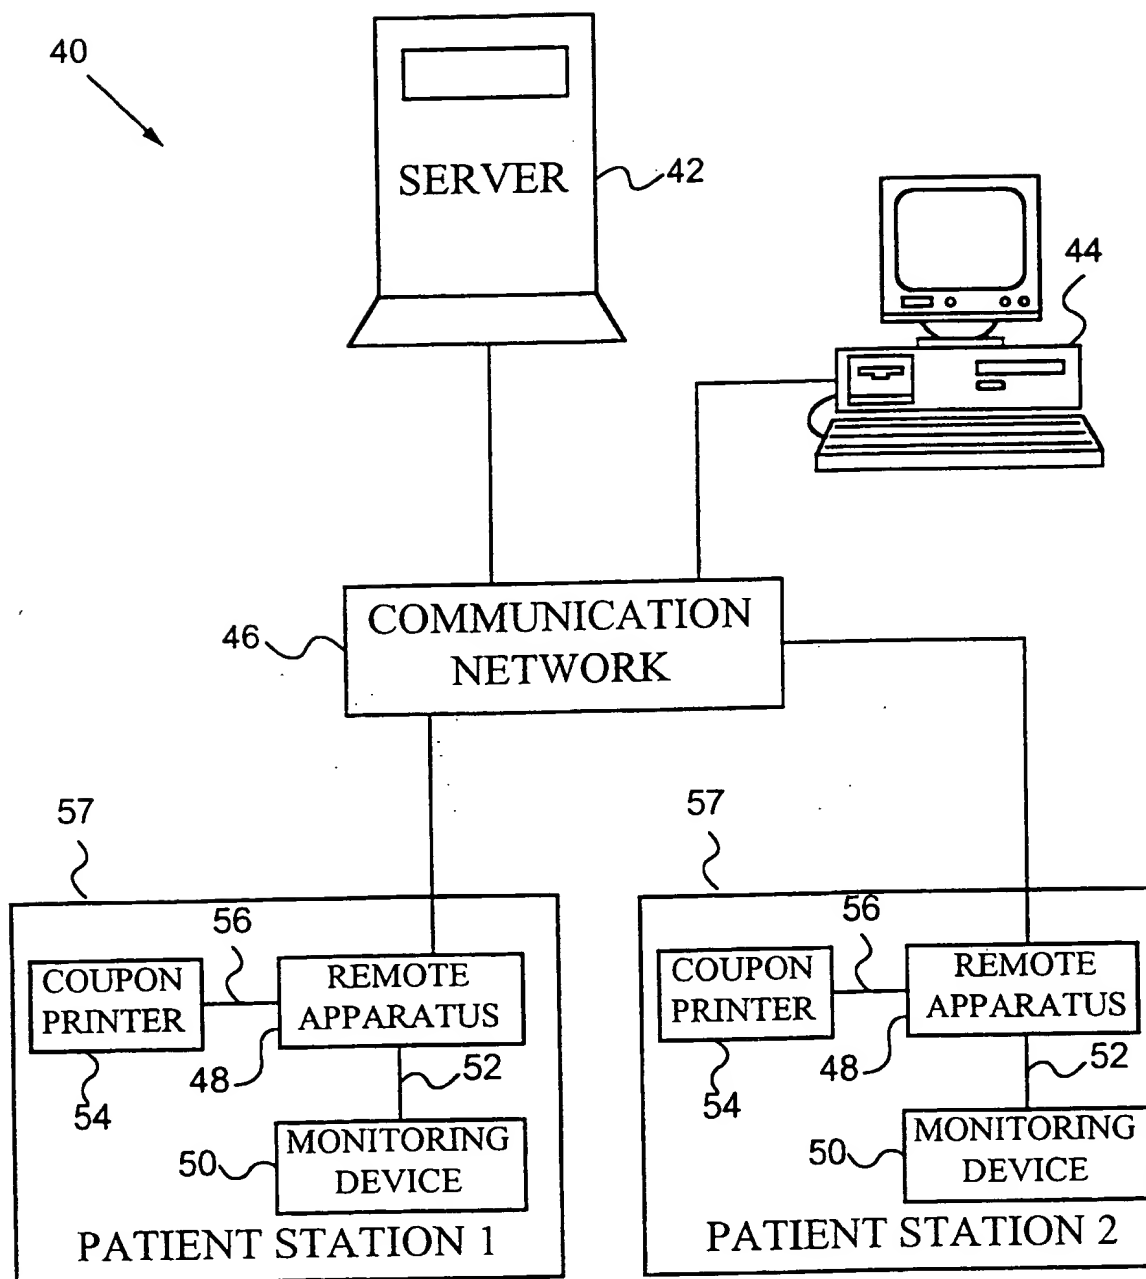 40
SERVER
42
44
COMMUNICATION
NETWORK
46
57
57
56
COUPON
PRINTER
REMOTE
APPARATUS
54
48
52
50
MONITORING
DEVICE
PATIENT STATION 1
56
COUPON
PRINTER
REMOTE
APPARATUS
54
48
52
50
MONITORING
DEVICE
PATIENT STATION 2